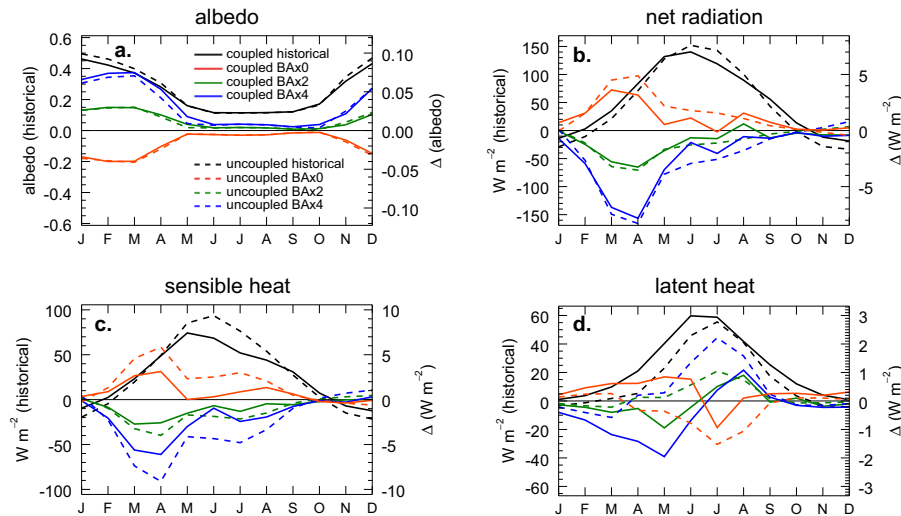 albedo
net radiation
a.
coupled historical
coupled BAx0
coupled BAx2
coupled BAx4
uncoupled historical
uncoupled BAx0
uncoupled BAx2
uncoupled BAx4
albedo (historical)
0.6
0.4
0.2
0.0
-0.2
-0.4
-0.6
0.10
0.05
0.00
-0.05
-0.10
Δ (albedo)
J F M A M J J A S O N D
b.
W m⁻² (historical)
150
100
50
0
-50
-100
-150
5
0
-5
Δ (W m⁻²)
J F M A M J J A S O N D
sensible heat
latent heat
c.
W m⁻² (historical)
100
50
0
-50
-100
10
5
0
-5
-10
Δ (W m⁻²)
J F M A M J J A S O N D
d.
W m⁻² (historical)
60
40
20
0
-20
-40
-60
3
2
1
0
-1
-2
-3
Δ (W m⁻²)
J F M A M J J A S O N D